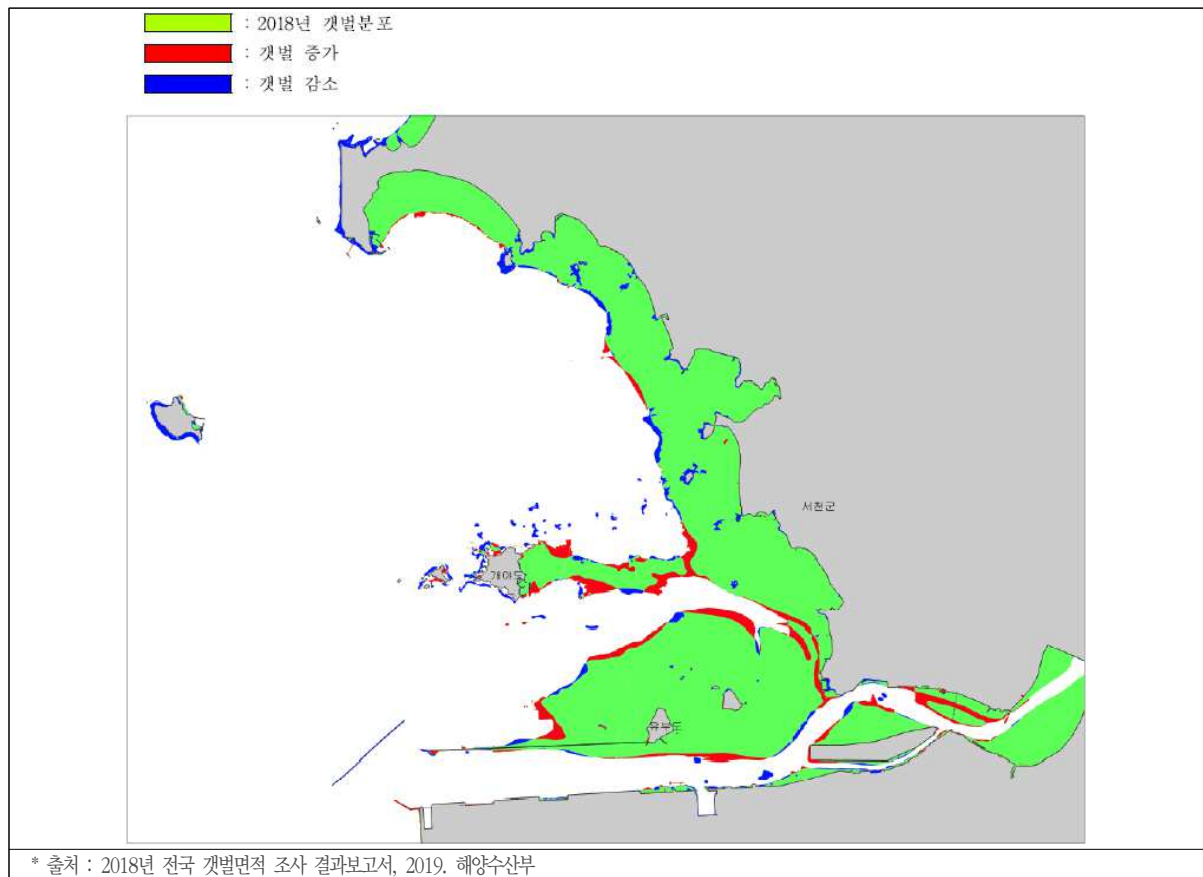 : 2018년 갯벌분포
: 갯벌 증가
: 갯벌 감소
서천군
개야도
유부도
* 출처 : 2018년 전국 갯벌면적 조사 결과보고서, 2019. 해양수산부